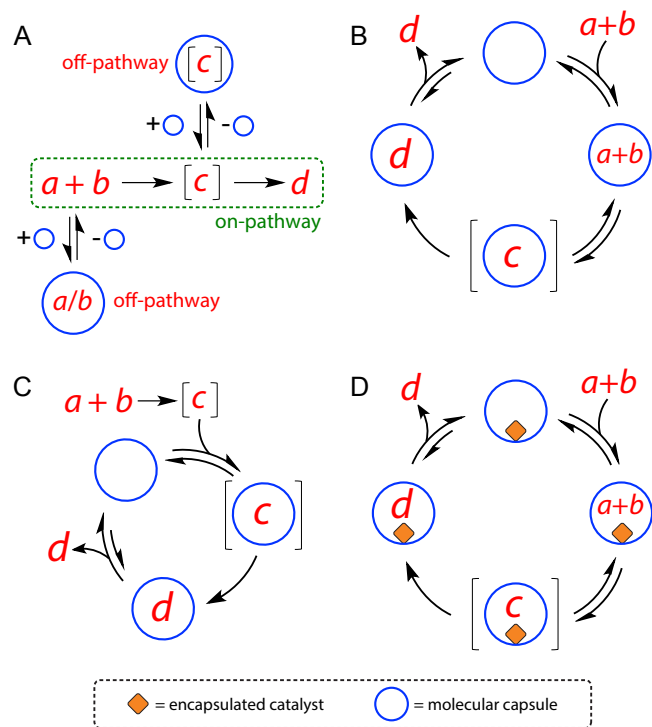 A
off-pathway
[c]
+ -
a + b [c] d
on-pathway
+ -
a/b off-pathway
B
d a+b
d a+b
[c]
C
a + b [c]
[c]
d
d
D
d a+b
d a+b
[c]
= encapsulated catalyst = molecular capsule